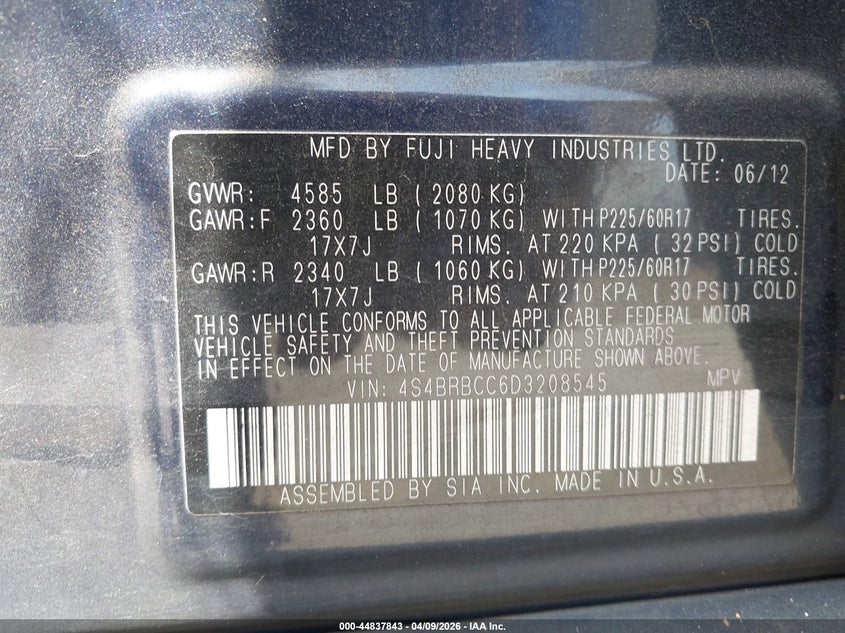 MFD BY FUJI HEAVY INDUSTRIES LTD.
DATE: 06/12
GVWR: 4585 LB ( 2080 KG)
GAWR:F 2360 LB ( 1070 KG) WITH P225/60R17 TIRES.
17X7J RIMS. AT 220 KPA ( 32 PSI) COLD
GAWR:R 2340 LB ( 1060 KG) WITH P225/60R17 TIRES.
17X7J RIMS. AT 210 KPA ( 30 PSI) COLD
THIS VEHICLE CONFORMS TO ALL APPLICABLE FEDERAL MOTOR
VEHICLE SAFETY AND THEFT PREVENTION STANDARDS
IN EFFECT ON THE DATE OF MANUFACTURE SHOWN ABOVE.
VIN: 4S4BRBCC6D3208545 MPV
ASSEMBLED BY SIA INC. MADE IN U.S.A.
000-44837843 - 04/09/2026 - IAA Inc.